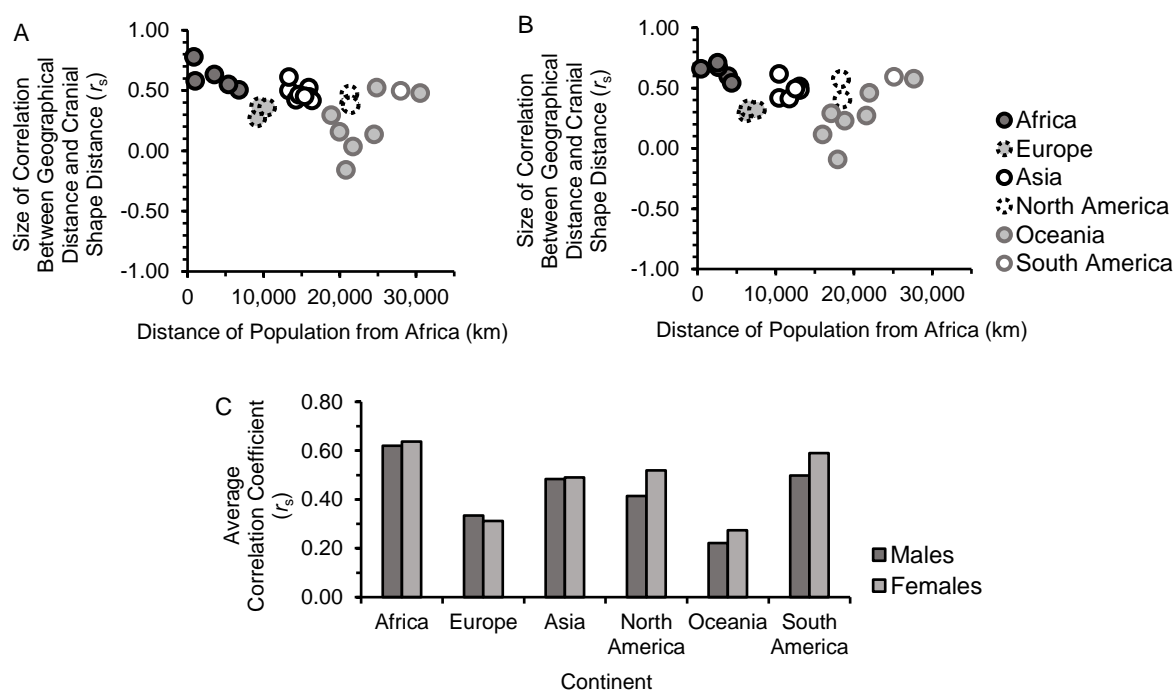 A
Size of Correlation
Between Geographical
Distance and Cranial
Shape Distance (rs)
1.00
0.50
0.00
-0.50
-1.00
0
10,000
20,000
30,000
Distance of Population from Africa (km)
B
Size of Correlation
Between Geographical
Distance and Cranial
Shape Distance (rs)
1.00
0.50
0.00
-0.50
-1.00
0
10,000
20,000
30,000
Distance of Population from Africa (km)
Africa
Europe
Asia
North America
Oceania
South America
C
Average
Correlation Coefficient
(rs)
0.80
0.60
0.40
0.20
0.00
Africa
Europe
Asia
North
America
Oceania
South
America
Continent
Males
Females